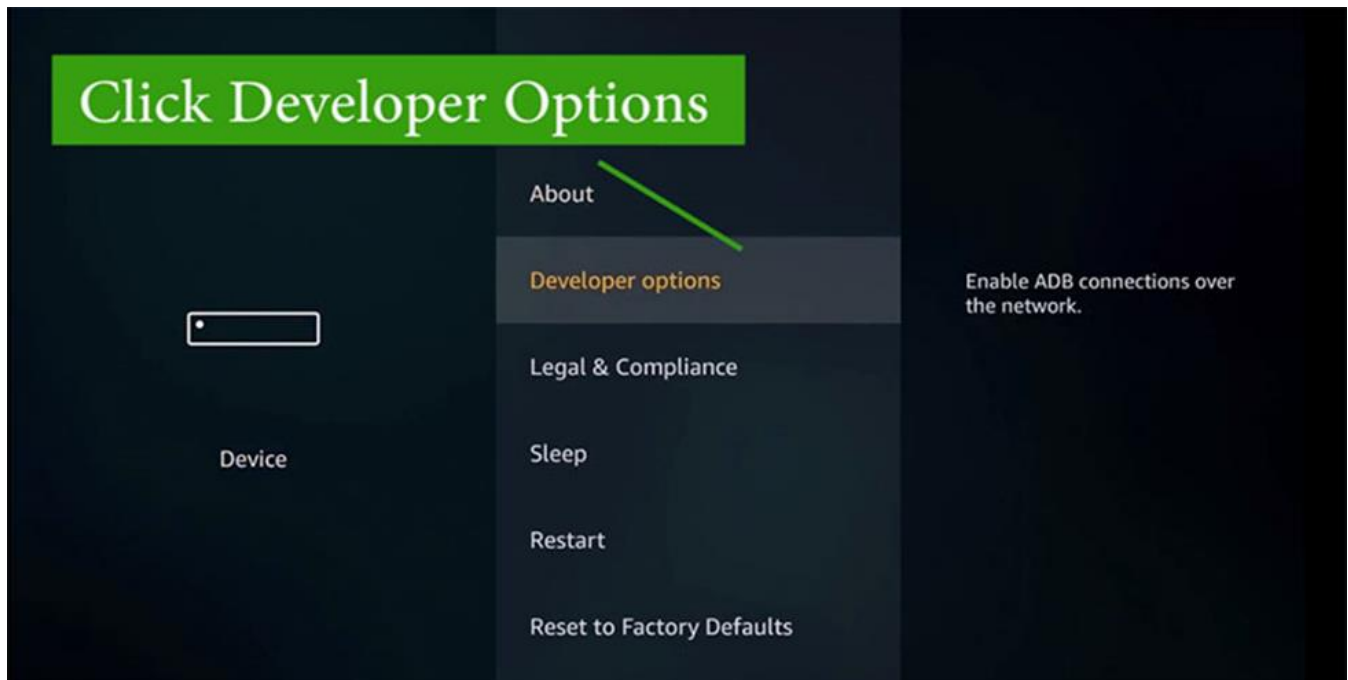 Click Developer Options
About
Developer options
Enable ADB connections over
the network.
Legal & Compliance
Device
Sleep
Restart
Reset to Factory Defaults